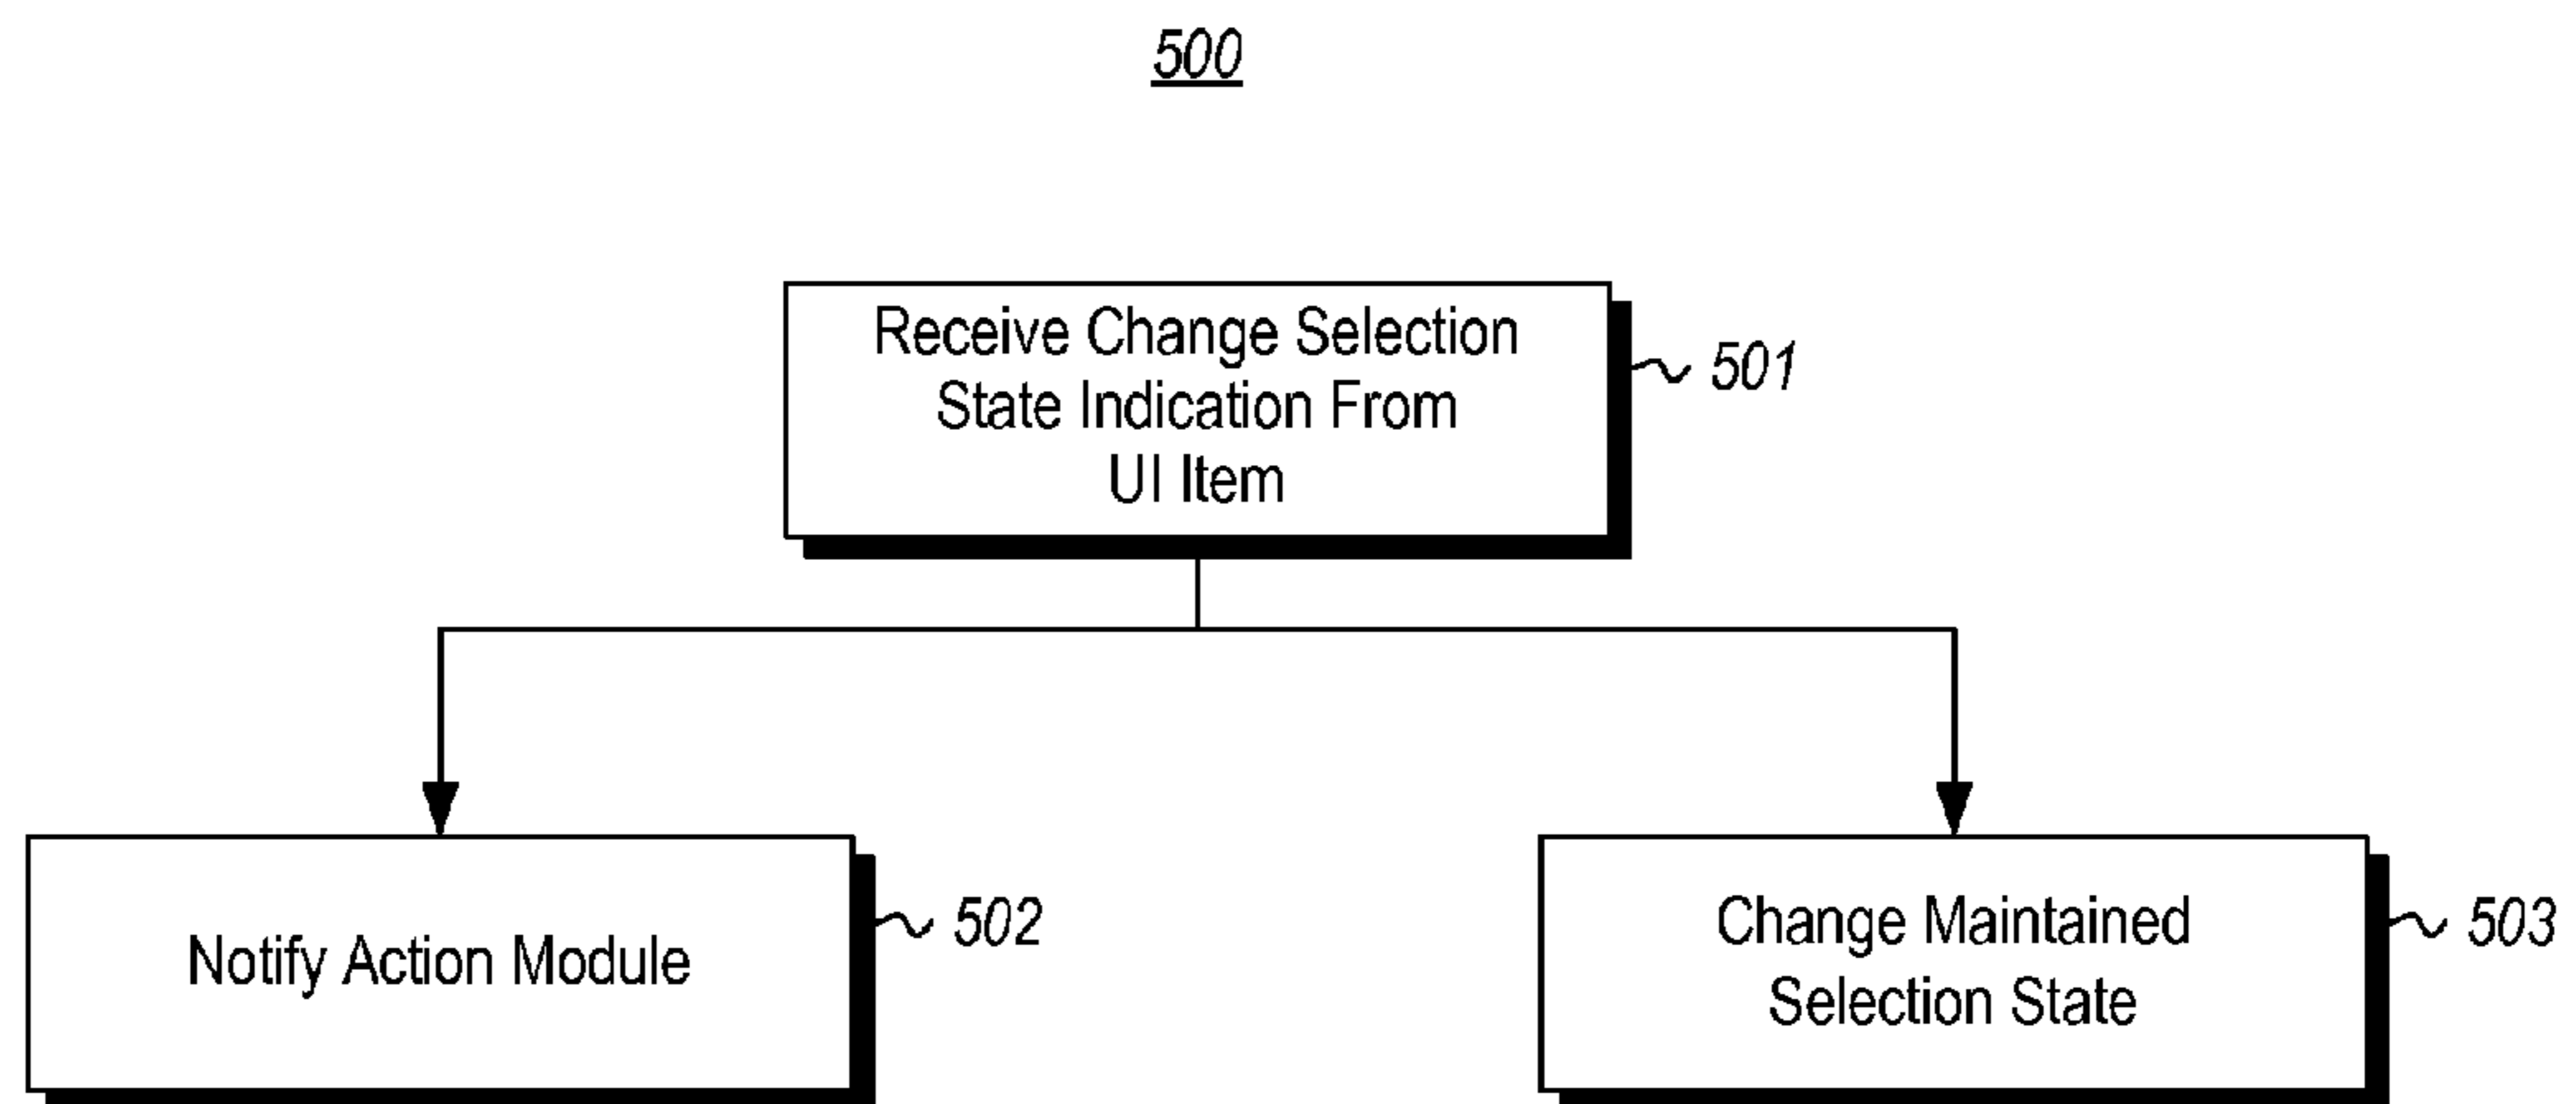 500
Receive Change Selection
State Indication From
UI Item
501
Notify Action Module
502
Change Maintained
Selection State
503